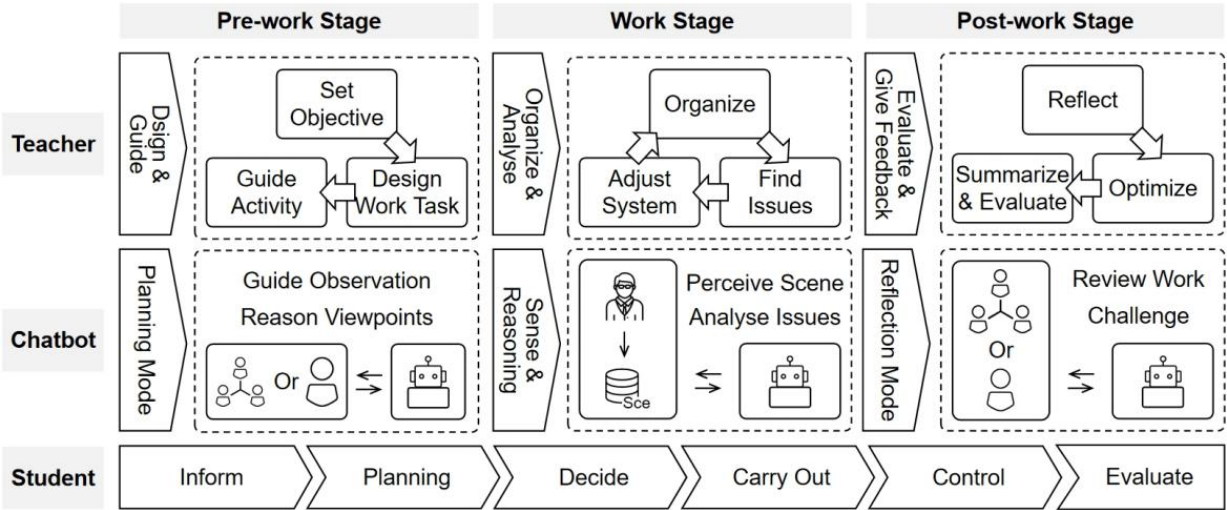 Pre-work Stage
Work Stage
Post-work Stage
Teacher
Dsign &
Guide
Set
Objective
Guide
Activity
Design
Work Task
Organize &
Analyse
Organize
Adjust
System
Find
Issues
Evaluate &
Give Feedback
Reflect
Summarize
& Evaluate
Optimize
Chatbot
Planning Mode
Guide Observation
Reason Viewpoints
Or
Sense &
Reasoning
Perceive Scene
Analyse Issues
Sce
Reflection Mode
Review Work
Challenge
Or
Student
Inform
Planning
Decide
Carry Out
Control
Evaluate